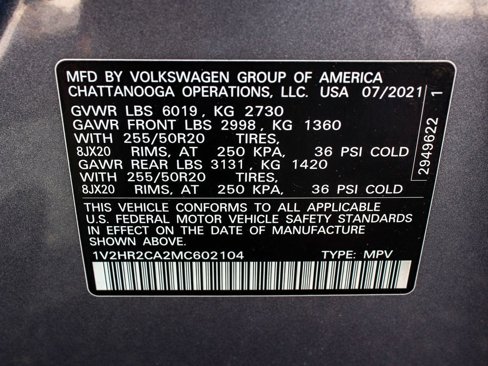 MFD BY VOLKSWAGEN GROUP OF AMERICA
CHATTANOOGA OPERATIONS, LLC. USA 07/2021
GVWR LBS 6019, KG 2730
GAWR FRONT LBS 2998, KG 1360
WITH 255/50R20 TIRES,
8JX20 RIMS, AT 250 KPA, 36 PSI COLD
GAWR REAR LBS 3131, KG 1420
WITH 255/50R20 TIRES,
8JX20 RIMS, AT 250 KPA, 36 PSI COLD
THIS VEHICLE CONFORMS TO ALL APPLICABLE
U.S. FEDERAL MOTOR VEHICLE SAFETY STANDARDS
IN EFFECT ON THE DATE OF MANUFACTURE
SHOWN ABOVE.
1V2HR2CA2MC602104 TYPE: MPV
2949622 1